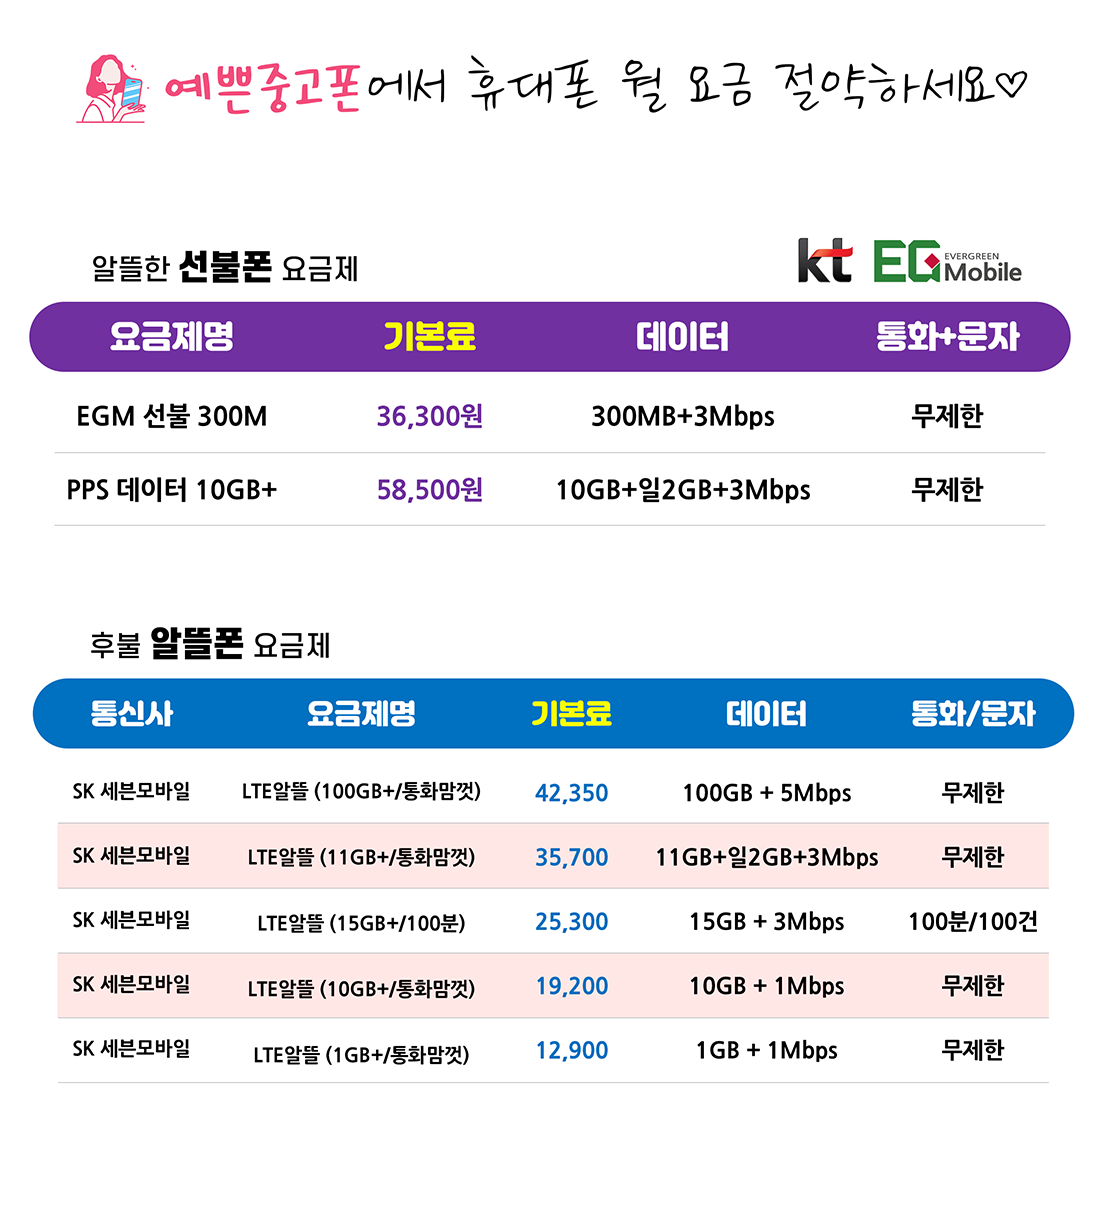 예쁜중고폰에서 휴대폰 월 요금 절약하세요♡
알뜰한 선불폰 요금제
kt EG EVERGREEN Mobile
요금제명 기본료 데이터 통화+문자
EGM 선불 300M 36,300원 300MB+3Mbps 무제한
PPS 데이터 10GB+ 58,500원 10GB+일2GB+3Mbps 무제한
후불 알뜰폰 요금제
통신사 요금제명 기본료 데이터 통화/문자
SK 세븐모바일 LTE알뜰 (100GB+/통화맘껏) 42,350 100GB + 5Mbps 무제한
SK 세븐모바일 LTE알뜰 (11GB+/통화맘껏) 35,700 11GB+일2GB+3Mbps 무제한
SK 세븐모바일 LTE알뜰 (15GB+/100분) 25,300 15GB + 3Mbps 100분/100건
SK 세븐모바일 LTE알뜰 (10GB+/통화맘껏) 19,200 10GB + 1Mbps 무제한
SK 세븐모바일 LTE알뜰 (1GB+/통화맘껏) 12,900 1GB + 1Mbps 무제한